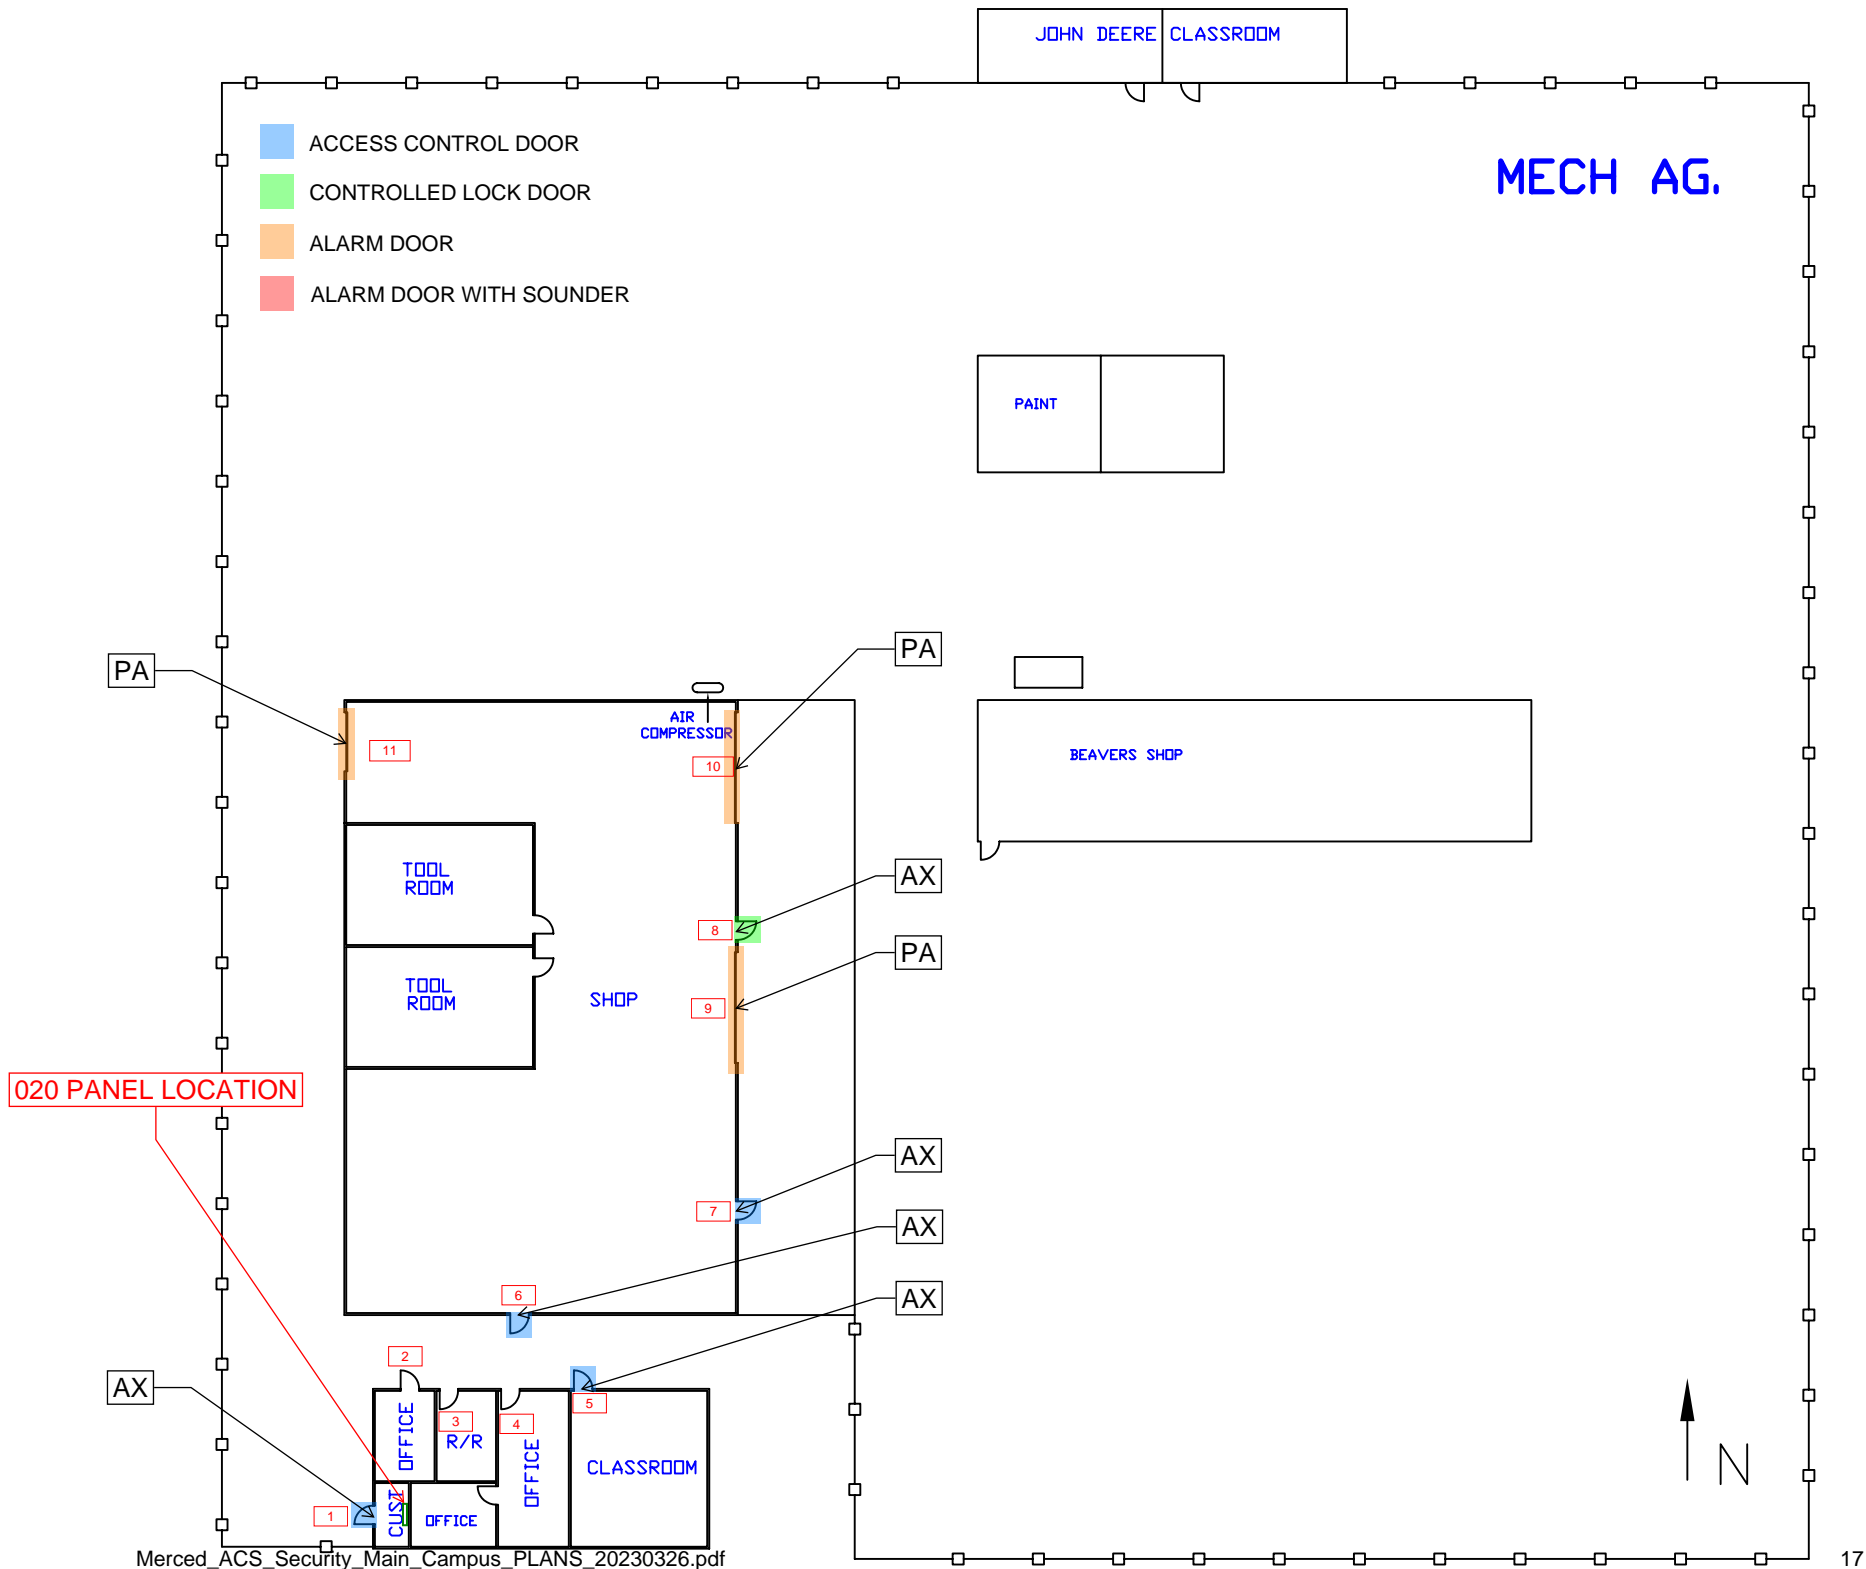 JOHN DEERE CLASSROOM
ACCESS CONTROL DOOR
MECH AG.
CONTROLLED LOCK DOOR
ALARM DOOR
ALARM DOOR WITH SOUNDER
PAINT
PA
PA
AIR
COMPRESSOR
11
10
BEAVERS SHOP
TOOL
ROOM
AX
8
PA
TOOL
ROOM
SHOP
9
020 PANEL LOCATION
AX
7
AX
6
AX
2
AX
5
3
4
OFFICE
R/R
OFFICE
CLASSROOM
N
1
CUST
OFFICE
Merced_ACS_Security_Main_Campus_PLANS_20230326.pdf
17